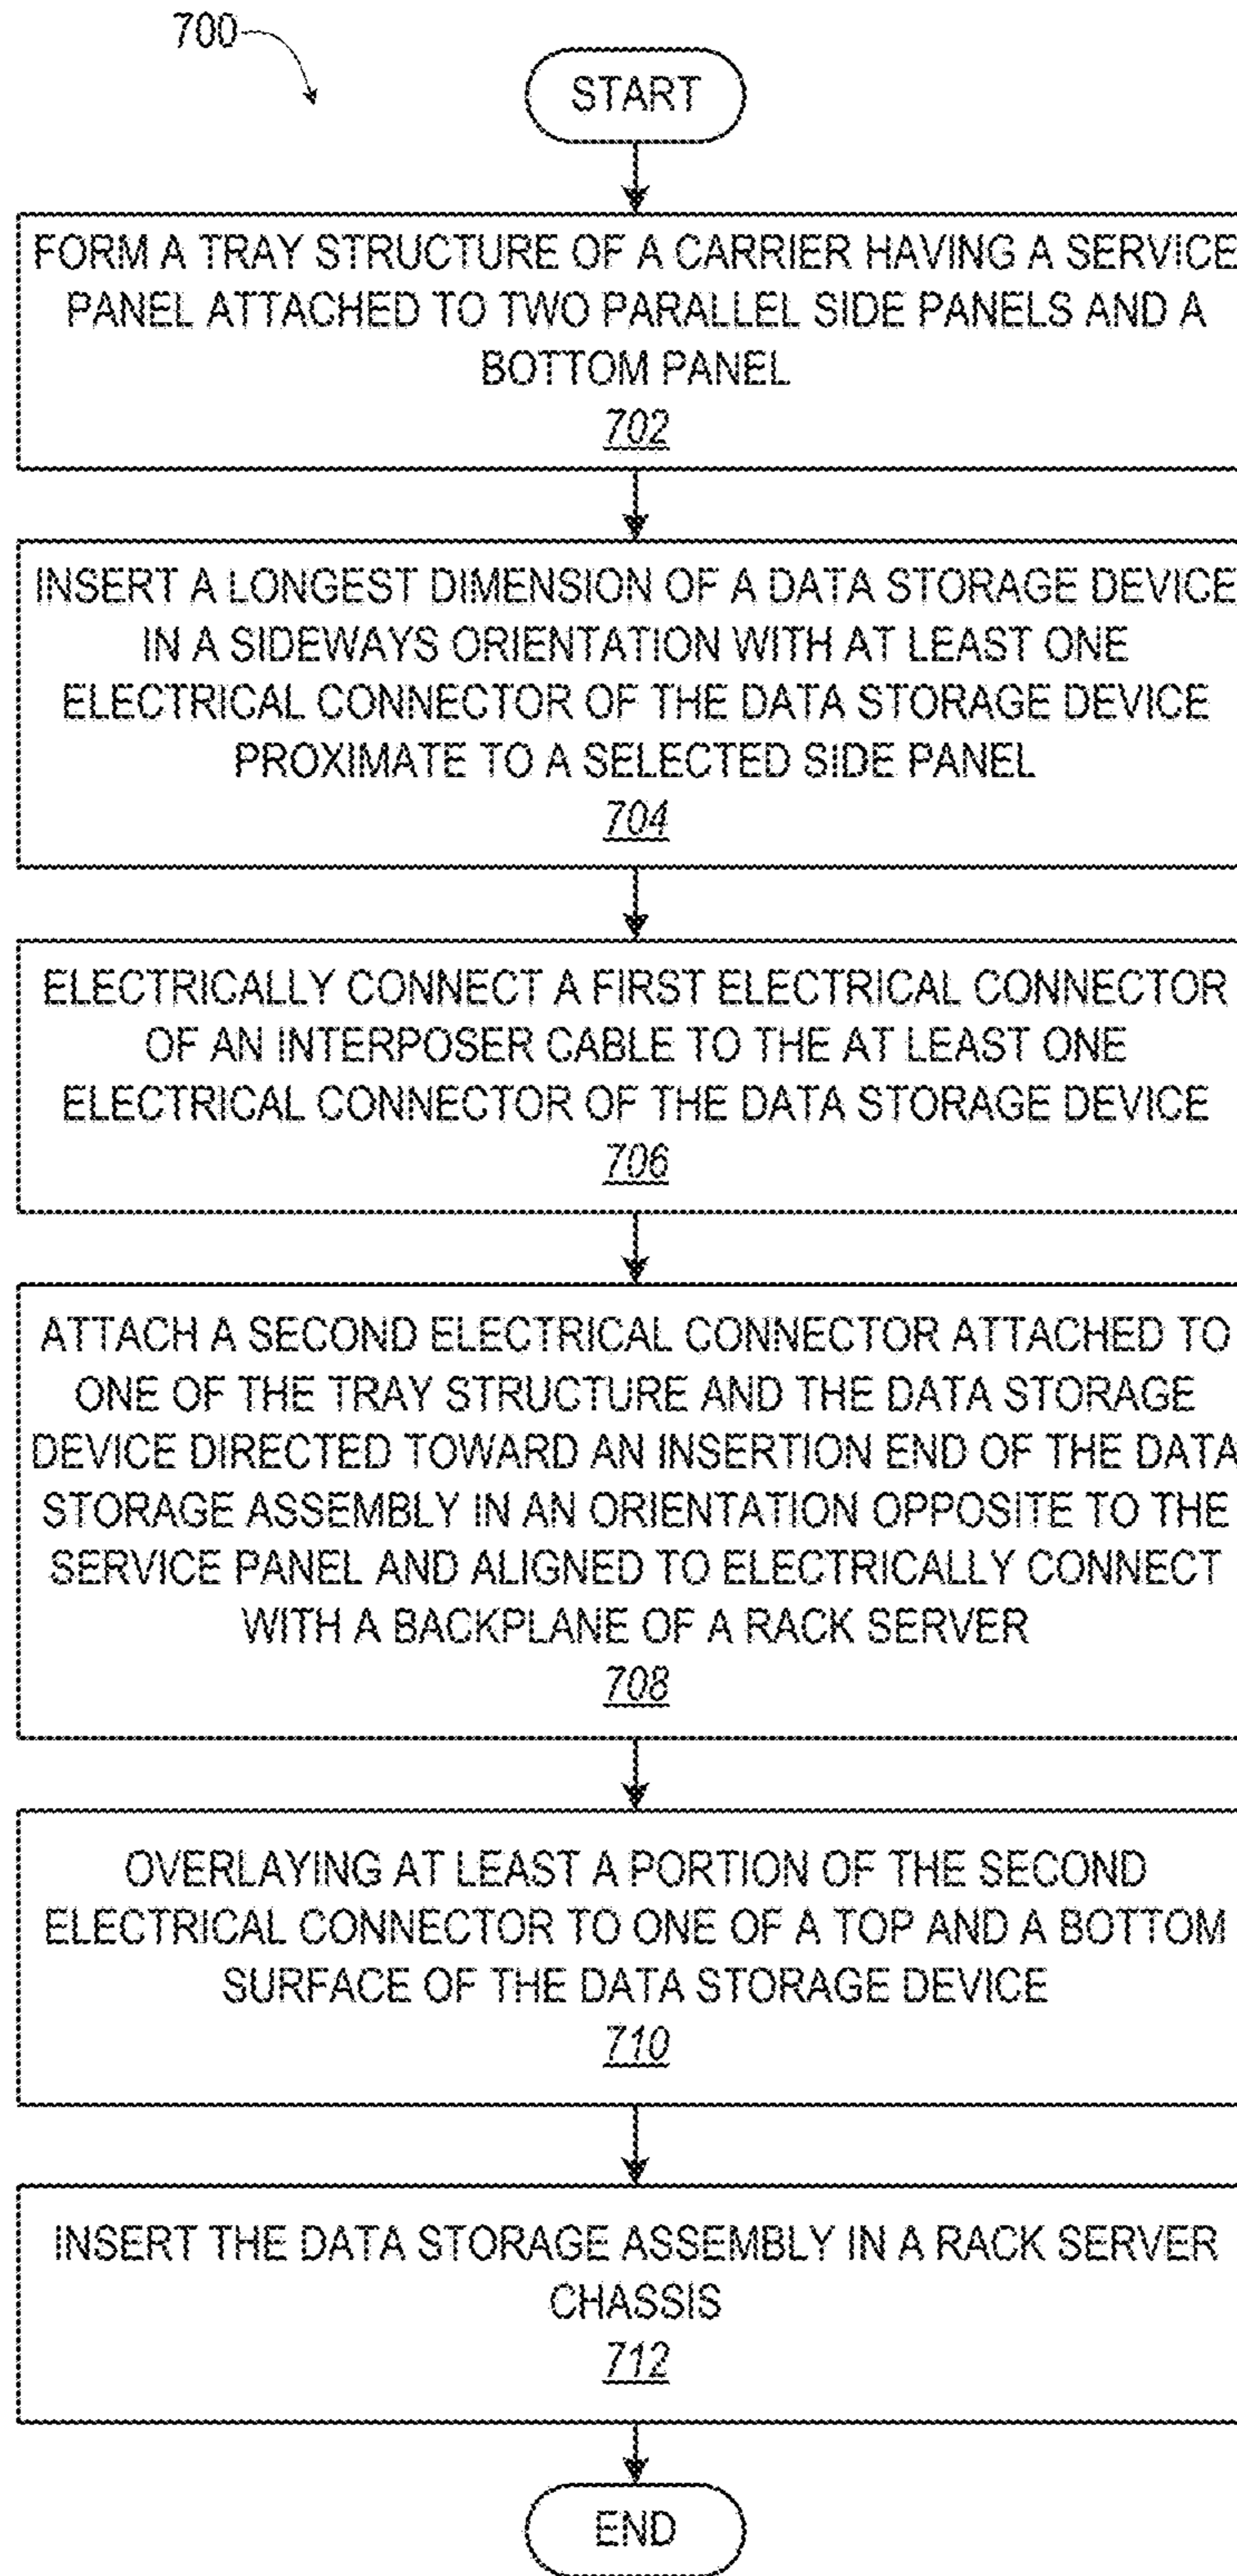 700
START
FORM A TRAY STRUCTURE OF A CARRIER HAVING A SERVICE
PANEL ATTACHED TO TWO PARALLEL SIDE PANELS AND A
BOTTOM PANEL
702
INSERT A LONGEST DIMENSION OF A DATA STORAGE DEVICE
IN A SIDEWAYS ORIENTATION WITH AT LEAST ONE
ELECTRICAL CONNECTOR OF THE DATA STORAGE DEVICE
PROXIMATE TO A SELECTED SIDE PANEL
704
ELECTRICALLY CONNECT A FIRST ELECTRICAL CONNECTOR
OF AN INTERPOSER CABLE TO THE AT LEAST ONE
ELECTRICAL CONNECTOR OF THE DATA STORAGE DEVICE
706
ATTACH A SECOND ELECTRICAL CONNECTOR ATTACHED TO
ONE OF THE TRAY STRUCTURE AND THE DATA STORAGE
DEVICE DIRECTED TOWARD AN INSERTION END OF THE DATA
STORAGE ASSEMBLY IN AN ORIENTATION OPPOSITE TO THE
SERVICE PANEL AND ALIGNED TO ELECTRICALLY CONNECT
WITH A BACKPLANE OF A RACK SERVER
708
OVERLAYING AT LEAST A PORTION OF THE SECOND
ELECTRICAL CONNECTOR TO ONE OF A TOP AND A BOTTOM
SURFACE OF THE DATA STORAGE DEVICE
710
INSERT THE DATA STORAGE ASSEMBLY IN A RACK SERVER
CHASSIS
712
END